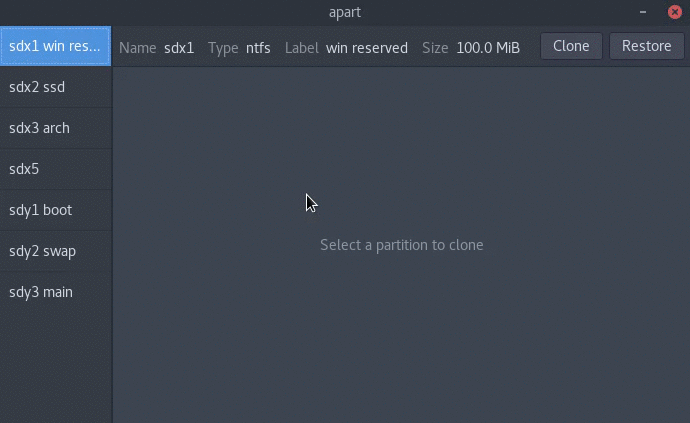 apart
sdx1 win res...
Name sdx1 Type ntfs Label win reserved Size 100.0 MiB Clone Restore
sdx2 ssd
sdx3 arch
sdx5
sdy1 boot
sdy2 swap
sdy3 main
Select a partition to clone